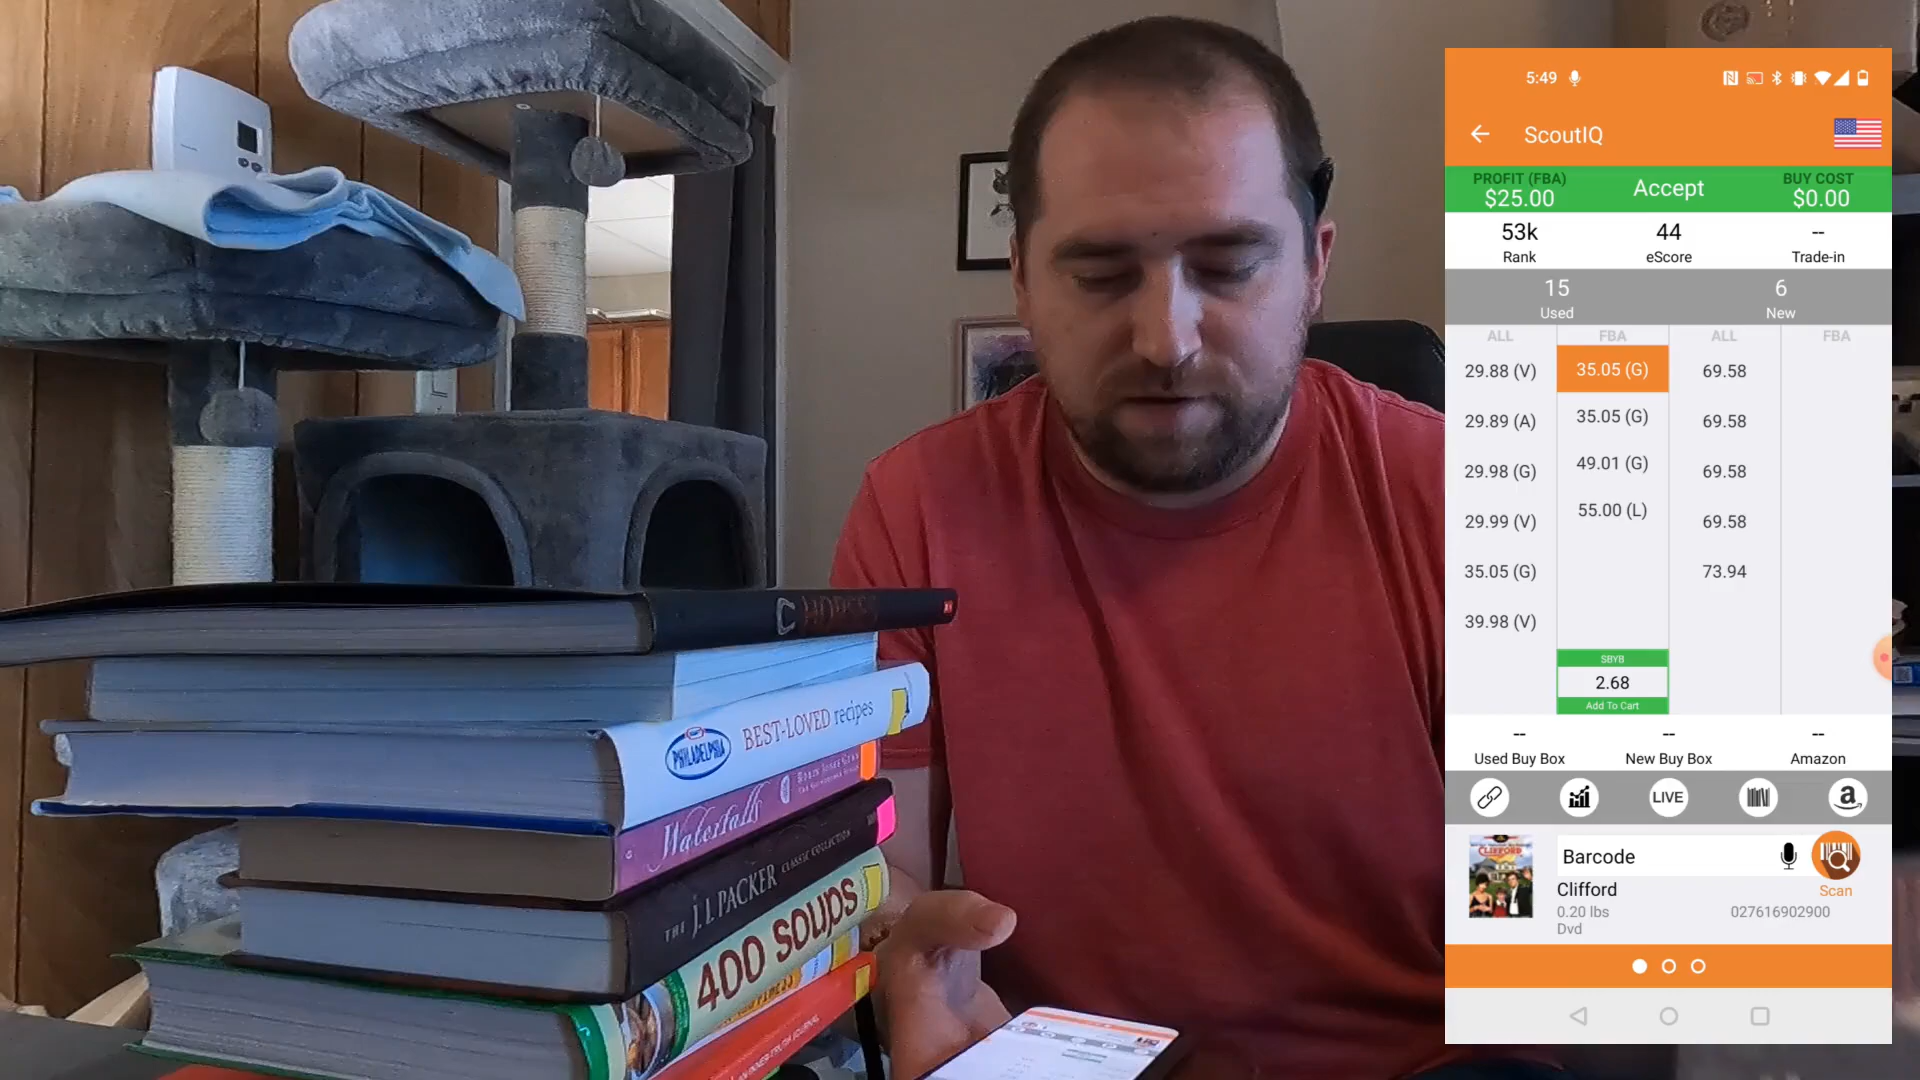 5:49
ScoutIQ
PROFIT (FBA)
$25.00
Accept
BUY COST
$0.00
53k
Rank
44
eScore
--
Trade-in
15
Used
6
New
ALL FBA ALL FBA
29.88 (V) 35.05 (G) 69.58
29.89 (A) 35.05 (G) 69.58
29.98 (G) 49.01 (G) 69.58
29.99 (V) 55.00 (L) 69.58
35.05 (G) 73.94
39.98 (V)
SBYB
2.68
Add To Cart
--
Used Buy Box
--
New Buy Box
--
Amazon
LIVE
a
Barcode
Scan
CLIFFORD
Clifford
0.20 lbs
027616902900
Dvd
C HORSES
PHILADELPHIA BEST-LOVED recipes
Waterfalls
THE J.I. PACKER CLASSIC COLLECTION
400 SOUPS